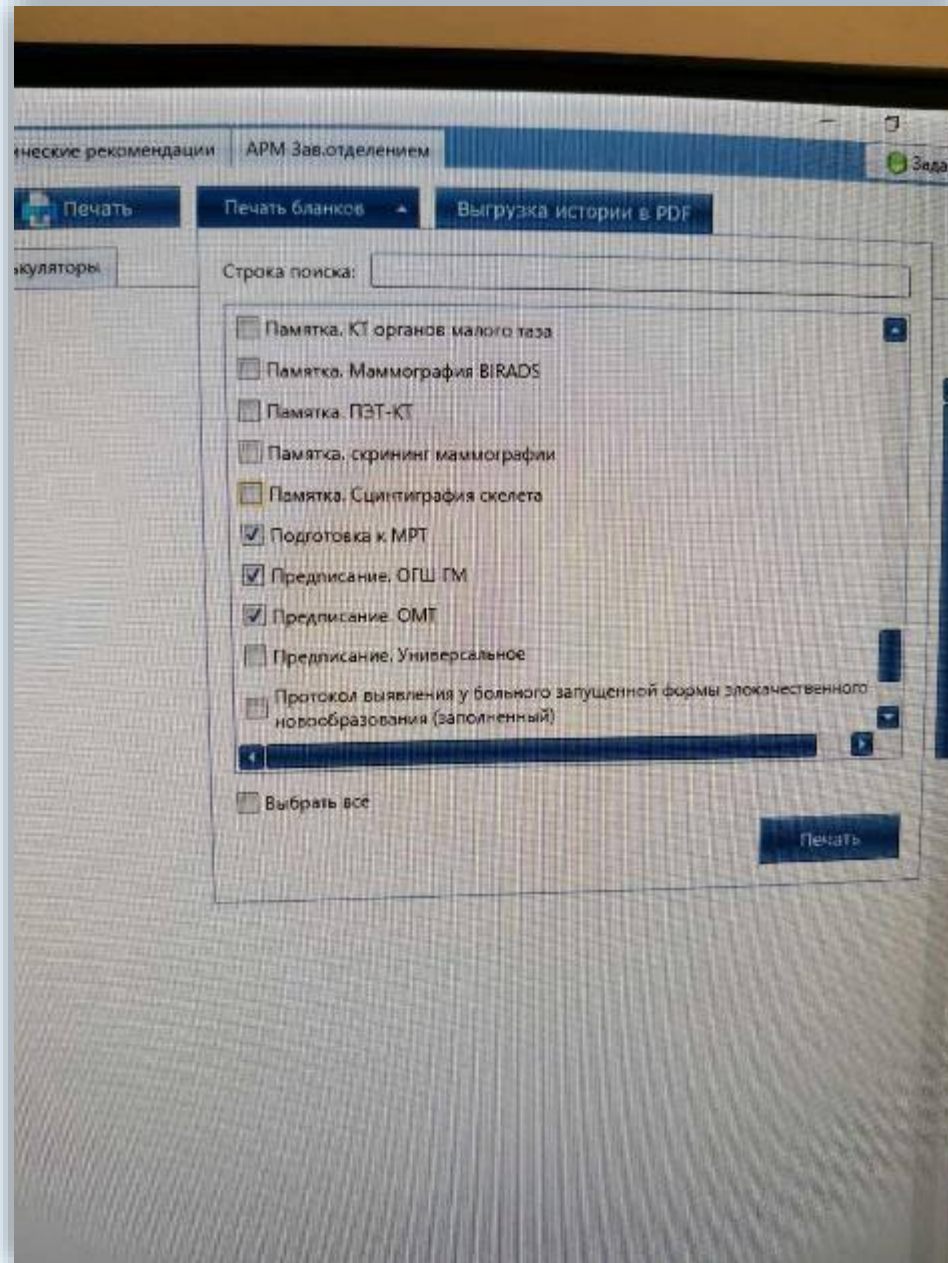 ические рекомендации
АРМ Зав.отделением
Зада
Печать
Печать бланков
Выгрузка истории в PDF
ькуляторы
Строка поиска:
Памятка. КТ органов малого таза
Памятка. Маммография BIRADS
Памятка. ПЭТ-КТ
Памятка. скрининг маммографии
Памятка. Сцинтиграфия скелета
Подготовка к МРТ
Предписание. ОГШ ГМ
Предписание. ОМТ
Предписание. Универсальное
Протокол выявления у больного запущенной формы злокачественного
новообразования (заполненный)
Выбрать все
Печать